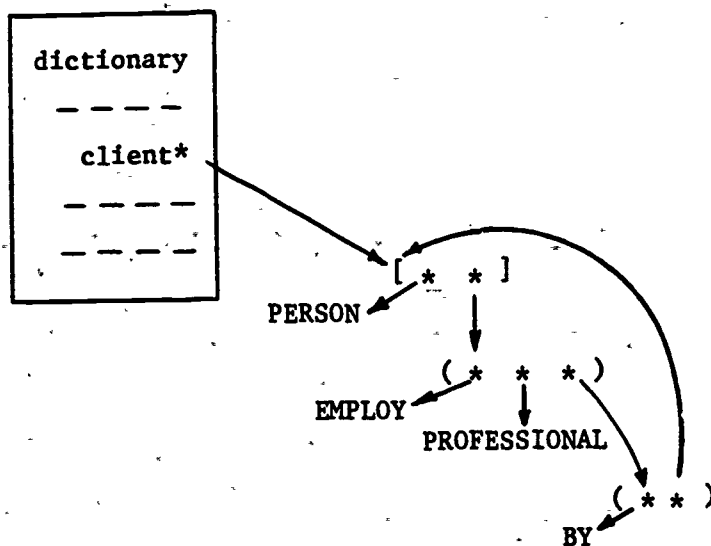 dictionary
client*
[ * * ]
PERSON
( * * * )
EMPLOY
PROFESSIONAL
( * * )
BY